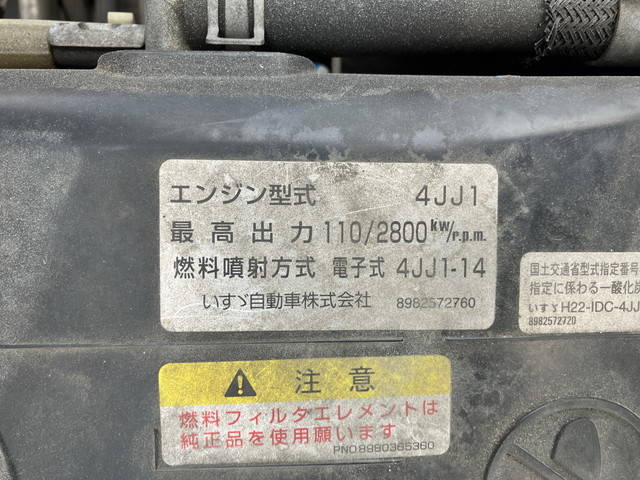 エンジン型式 4JJ1
最高出力 110/2800kW/r.p.m.
燃料噴射方式 電子式 4JJ1-14
いすゞ自動車株式会社 8982572760
国土交通省型式指定番号
指定に係わる一酸化炭
いすゞH22-IDC-4JJ
8982572720
注意
燃料フィルタエレメントは
純正品を使用願います
PNO8980365360